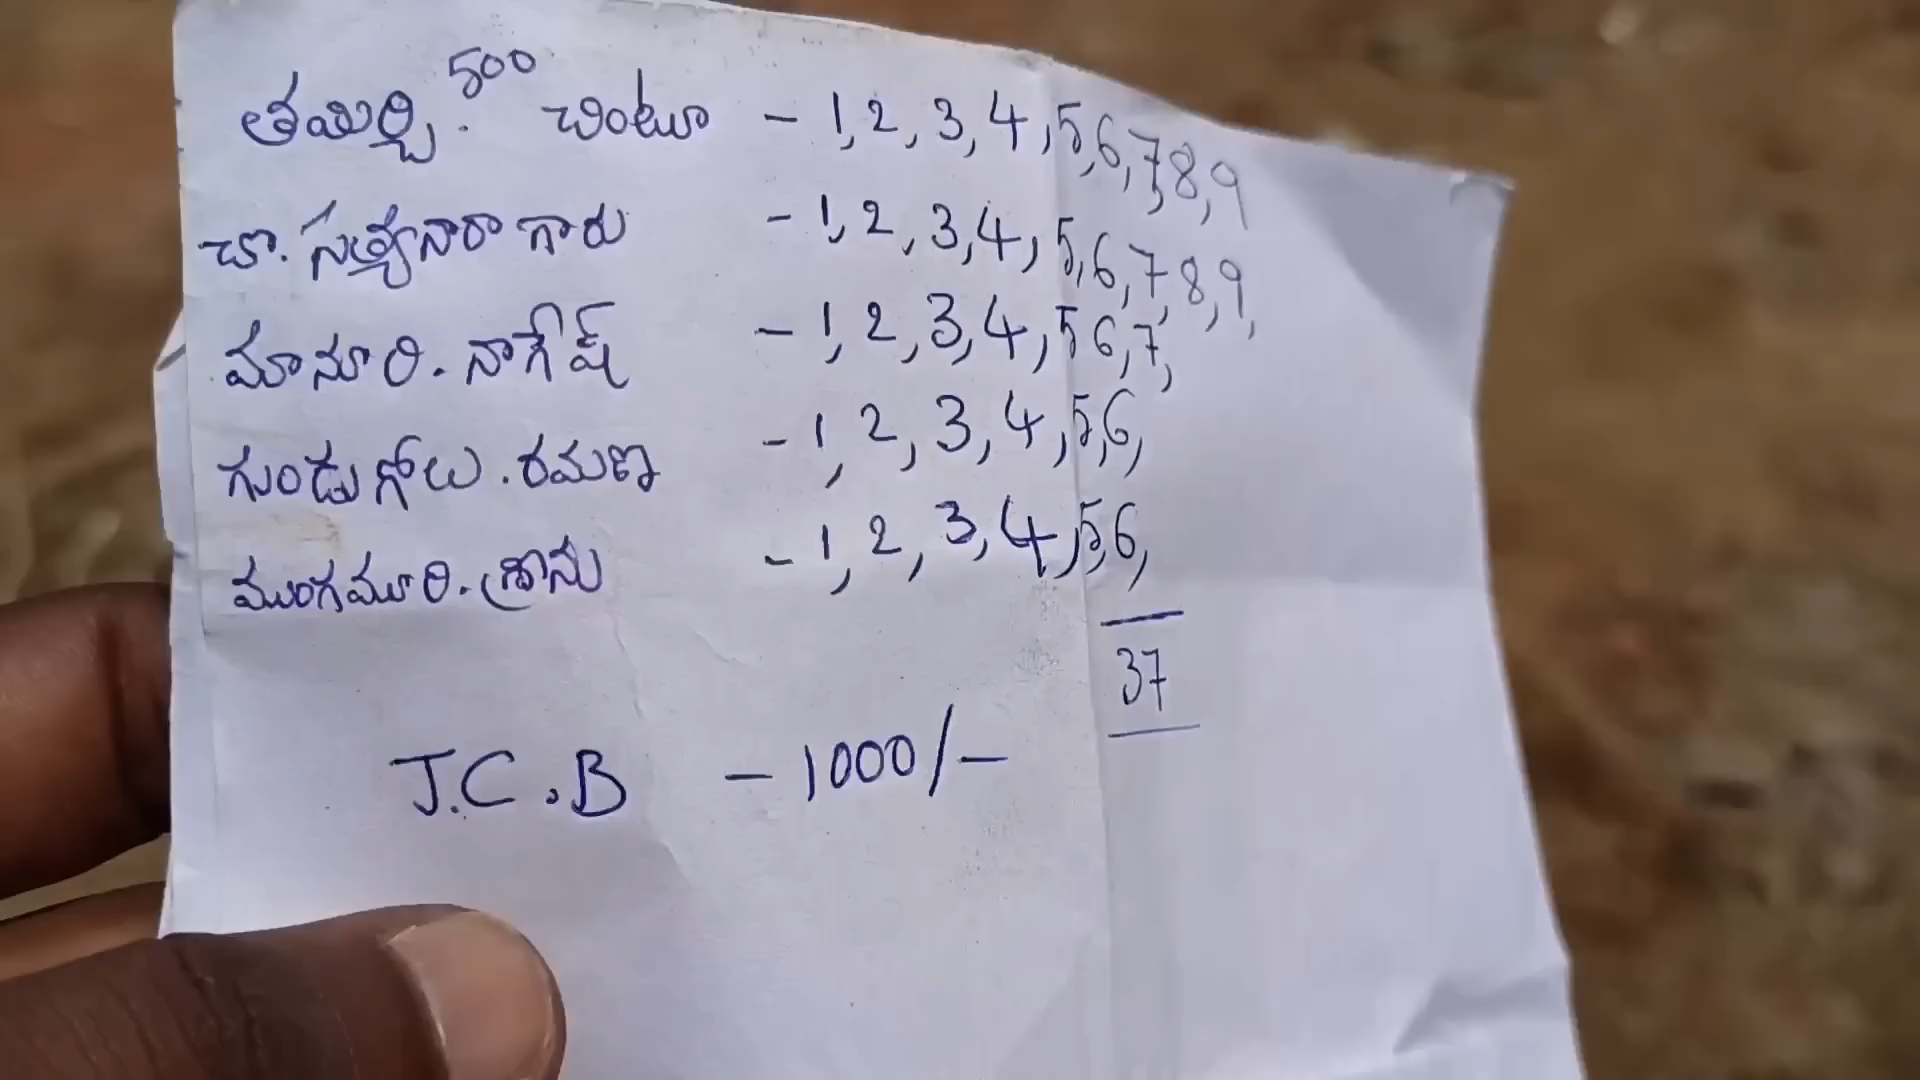 500
చింటూ - 1, 2, 3, 4, 5, 6, 7, 8, 9
చా. సత్యనారా గారు - 1, 2, 3, 4, 5, 6, 7, 8, 9,
మానూరి. నాగేష్ - 1, 2, 3, 4, 5 6, 7,
గుండుగోలు. రమణ - 1, 2, 3, 4, 5, 6,
ముంగమూరి. శ్రీను - 1, 2, 3, 4, 5, 6,
37
J.C.B - 1000/-